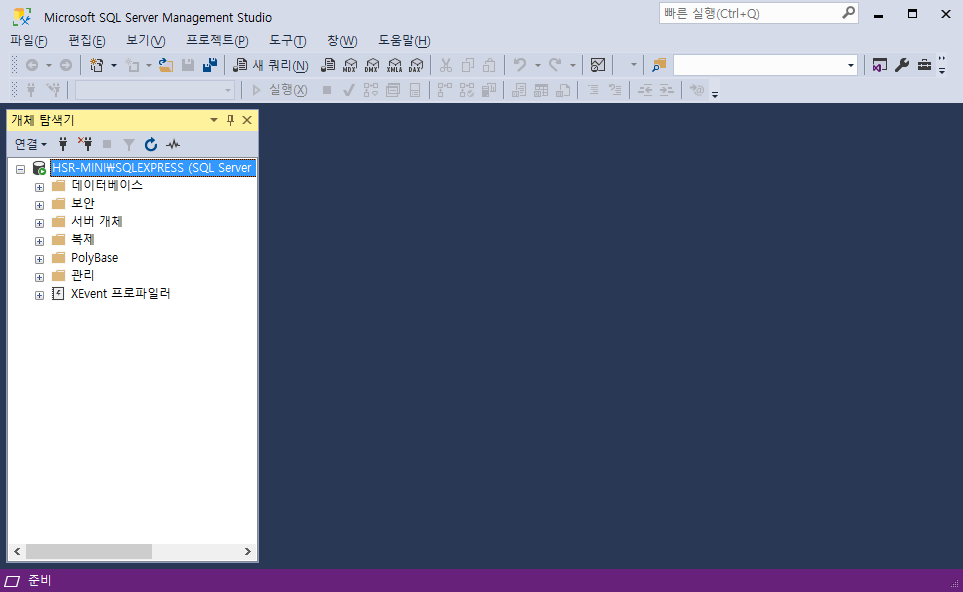 Microsoft SQL Server Management Studio
빠른 실행(Ctrl+Q)
파일(F) 편집(E) 보기(V) 프로젝트(P) 도구(T) 창(W) 도움말(H)
새 쿼리(N) MDX DMX XMLA DAX
실행(X)
개체 탐색기
연결
HSR-MINI₩SQLEXPRESS (SQL Server
데이터베이스
보안
서버 개체
복제
PolyBase
관리
XEvent 프로파일러
준비